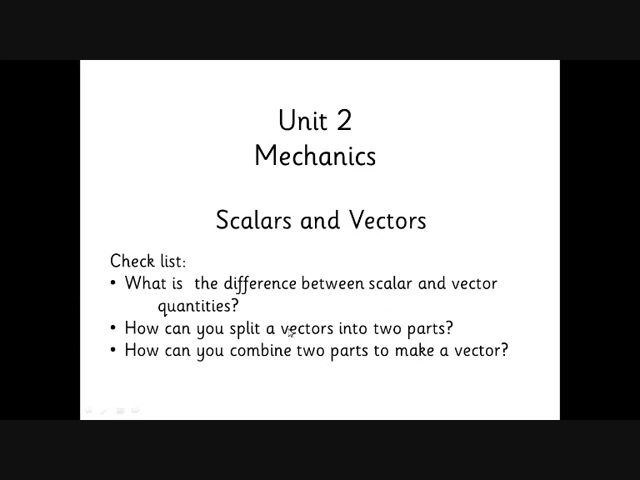 Unit 2
Mechanics
Scalars and Vectors
Check list:
• What is the difference between scalar and vector
quantities?
• How can you split a vectors into two parts?
• How can you combine two parts to make a vector?